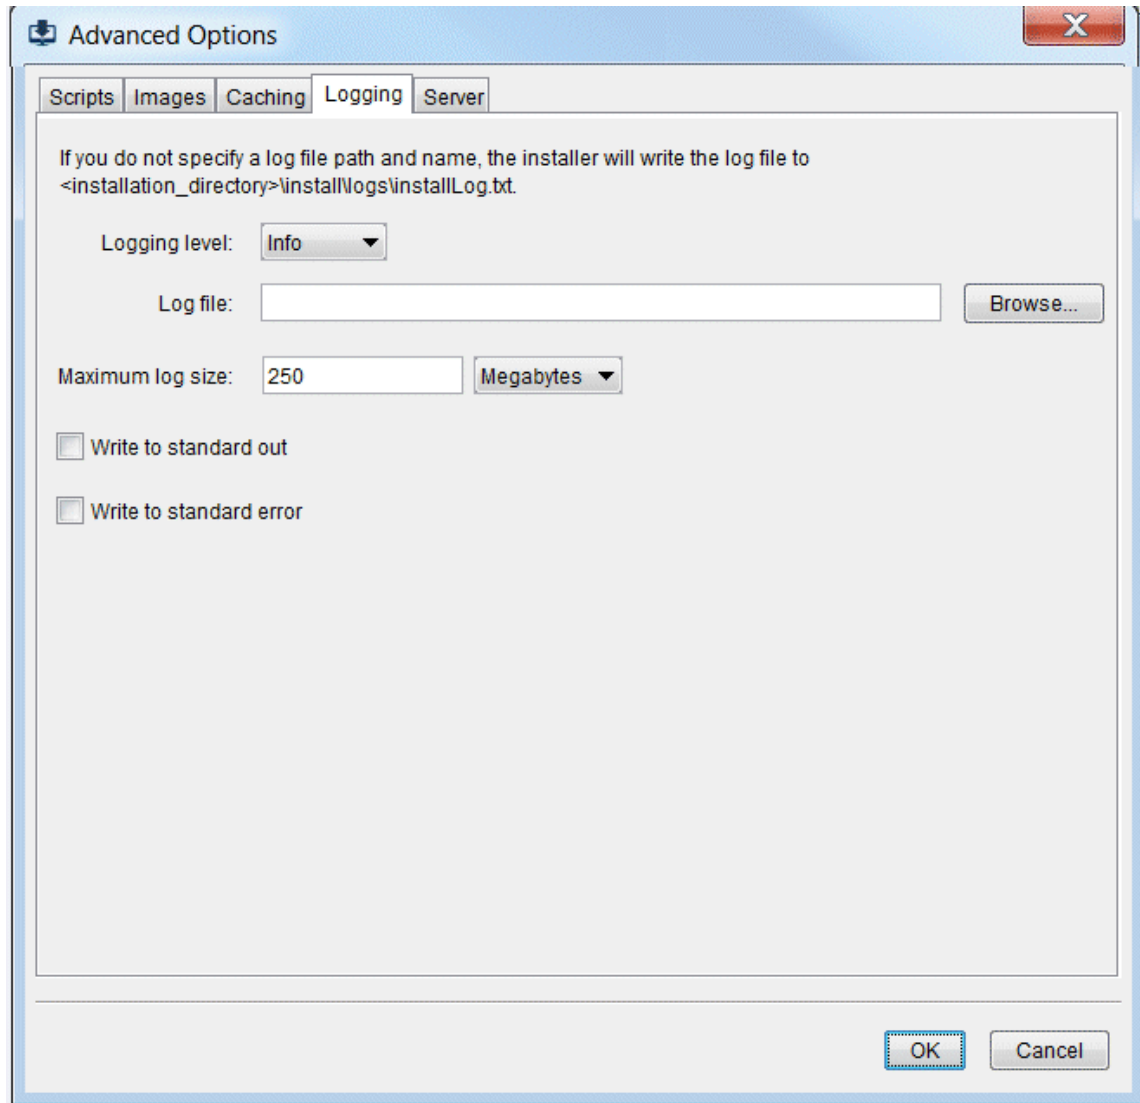 Advanced Options
Scripts Images Caching Logging Server
If you do not specify a log file path and name, the installer will write the log file to
<installation_directory>\install\logs\installLog.txt.
Logging level: Info
Log file: Browse...
Maximum log size: 250 Megabytes
Write to standard out
Write to standard error
OK Cancel